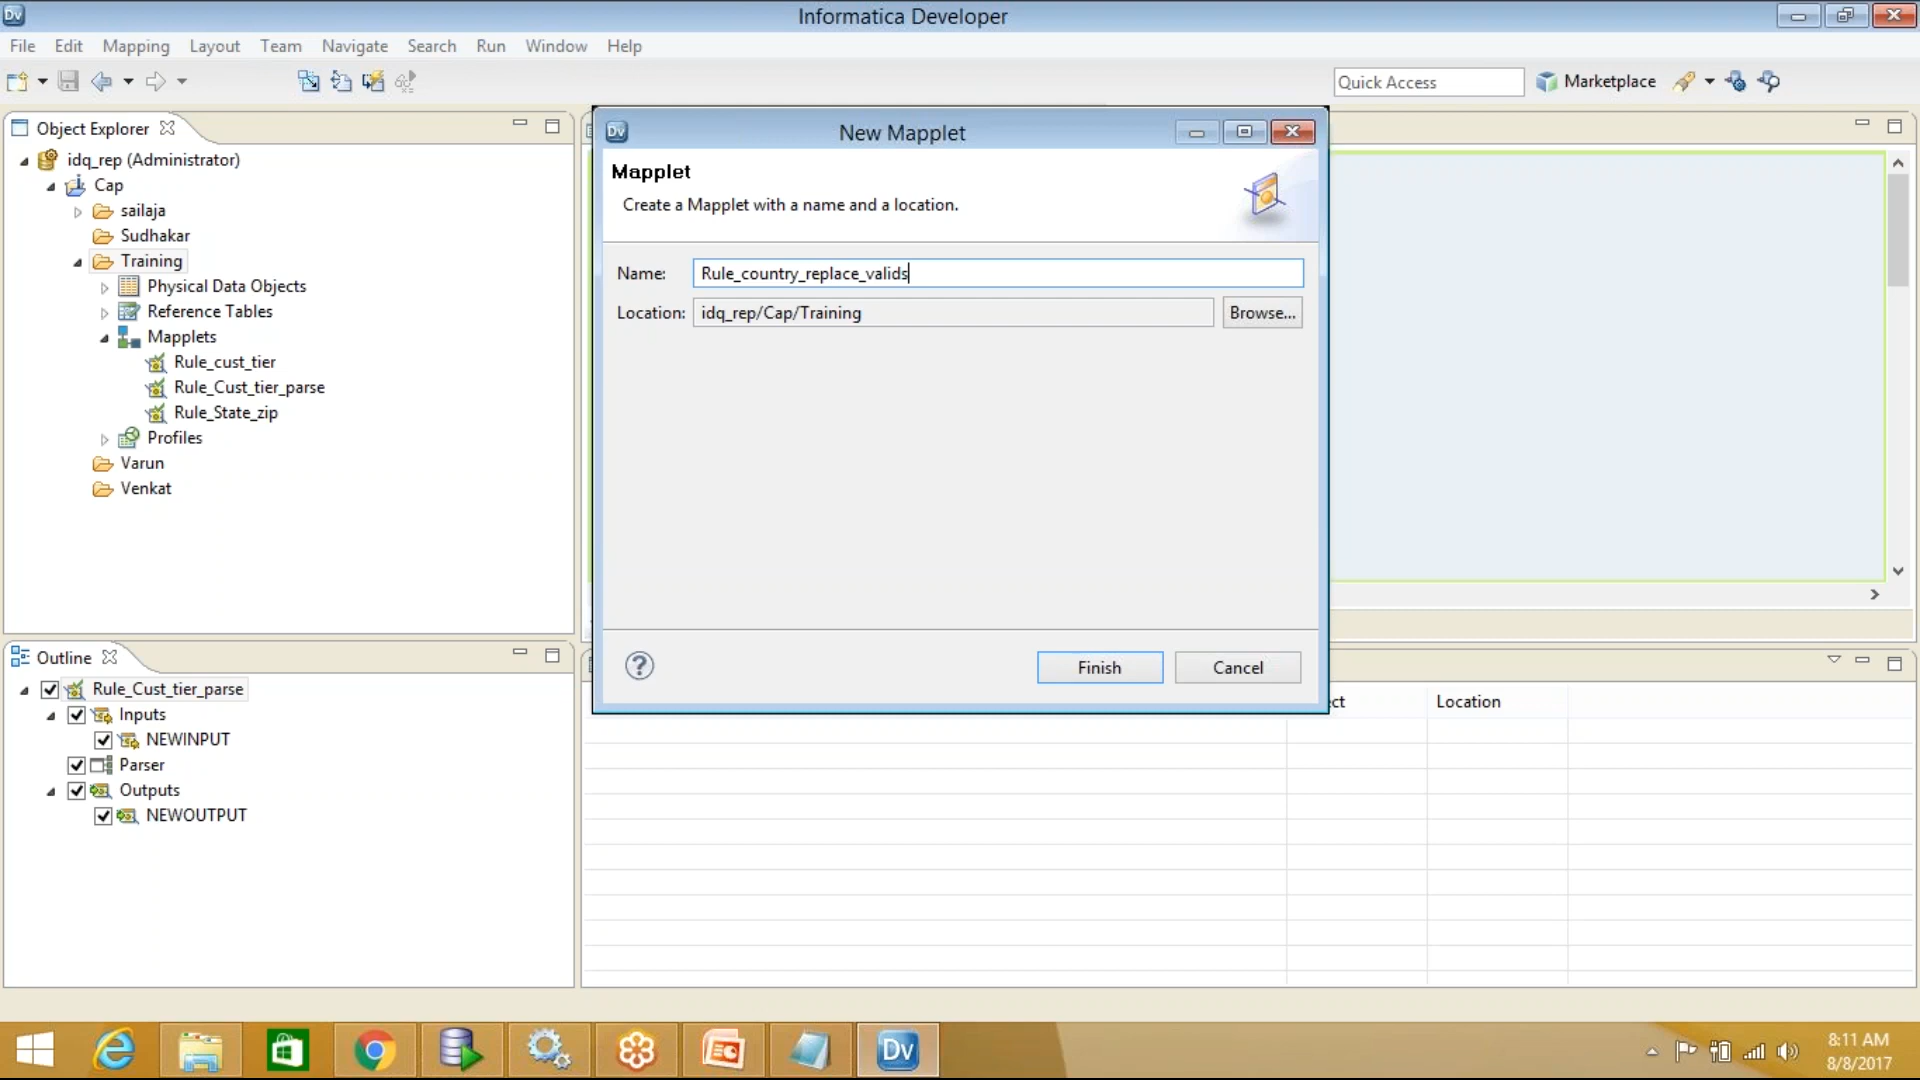 Dv
Informatica Developer
File Edit Mapping Layout Team Navigate Search Run Window Help
Quick Access
Marketplace
Object Explorer
idq_rep (Administrator)
Cap
sailaja
Sudhakar
Training
Physical Data Objects
Reference Tables
Mapplets
Rule_cust_tier
Rule_Cust_tier_parse
Rule_State_zip
Profiles
Varun
Venkat
Dv
New Mapplet
Mapplet
Create a Mapplet with a name and a location.
Name: Rule_country_replace_valids
Location: idq_rep/Cap/Training Browse...
Finish Cancel
Outline
Rule_Cust_tier_parse
Inputs
NEWINPUT
Parser
Outputs
NEWOUTPUT
Location
Dv
8:11 AM
8/8/2017